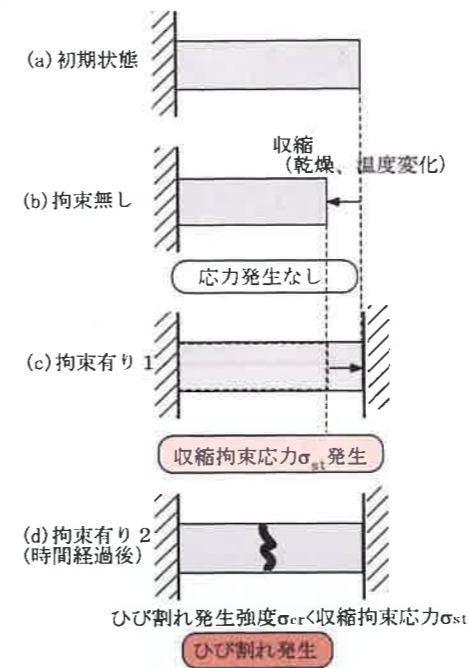 (a)初期状態
収縮
(乾燥、温度変化)
(b)拘束無し
応力発生なし
(c)拘束有り1
収縮拘束応力σst発生
(d)拘束有り2
(時間経過後)
ひび割れ発生強度σcr<収縮拘束応力σst
ひび割れ発生